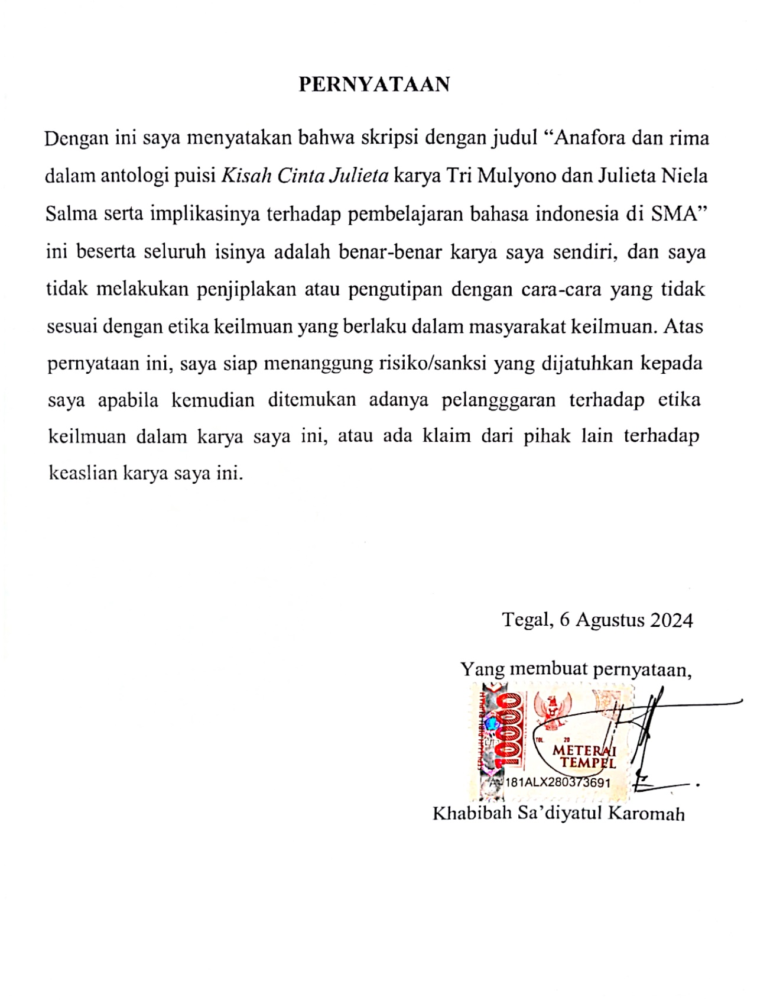 PERNYATAAN
Dengan ini saya menyatakan bahwa skripsi dengan judul “Anafora dan rima
dalam antologi puisi Kisah Cinta Julieta karya Tri Mulyono dan Julieta Niela
Salma serta implikasinya terhadap pembelajaran bahasa indonesia di SMA”
ini beserta seluruh isinya adalah benar-benar karya saya sendiri, dan saya
tidak melakukan penjiplakan atau pengutipan dengan cara-cara yang tidak
sesuai dengan etika keilmuan yang berlaku dalam masyarakat keilmuan. Atas
pernyataan ini, saya siap menanggung risiko/sanksi yang dijatuhkan kepada
saya apabila kemudian ditemukan adanya pelangggaran terhadap etika
keilmuan dalam karya saya ini, atau ada klaim dari pihak lain terhadap
keaslian karya saya ini.
Tegal, 6 Agustus 2024
Yang membuat pernyataan,
10000
TGL. 20
METERAI
TEMPEL
181ALX280373691
Khabibah Sa’diyatul Karomah